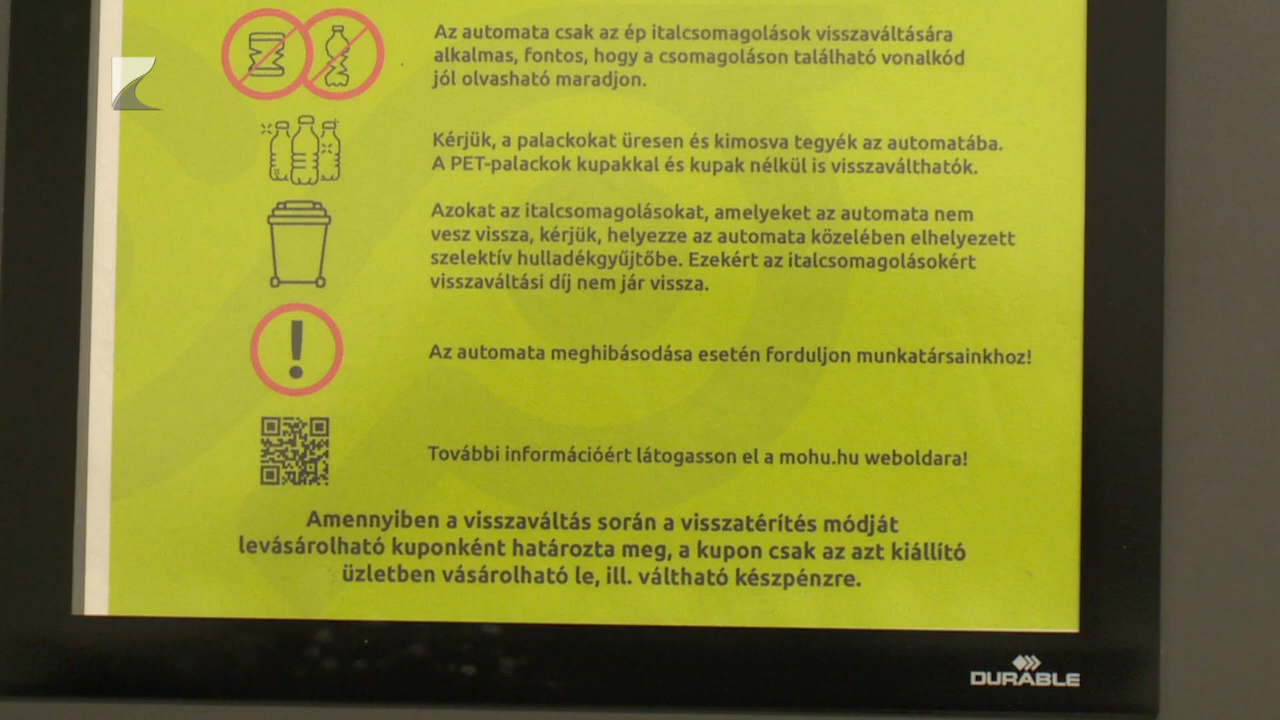 Az automata csak az ép italcsomagolások visszaváltására
alkalmas, fontos, hogy a csomagoláson található vonalkód
jól olvasható maradjon.
Kérjük, a palackokat üresen és kimosva tegyék az automatába.
A PET-palackok kupakkal és kupak nélkül is visszaválthatók.
Azokat az italcsomagolásokat, amelyeket az automata nem
vesz vissza, kérjük, helyezze az automata közelében elhelyezett
szelektív hulladékgyűjtőbe. Ezekért az italcsomagolásokért
visszaváltási díj nem jár vissza.
Az automata meghibásodása esetén forduljon munkatársainkhoz!
További információért látogasson el a mohu.hu weboldara!
Amennyiben a visszaváltás során a visszatérítés módját
levásárolható kuponként határozta meg, a kupon csak az azt kiállító
üzletben vásárolható le, ill. váltható készpénzre.
DURABLE